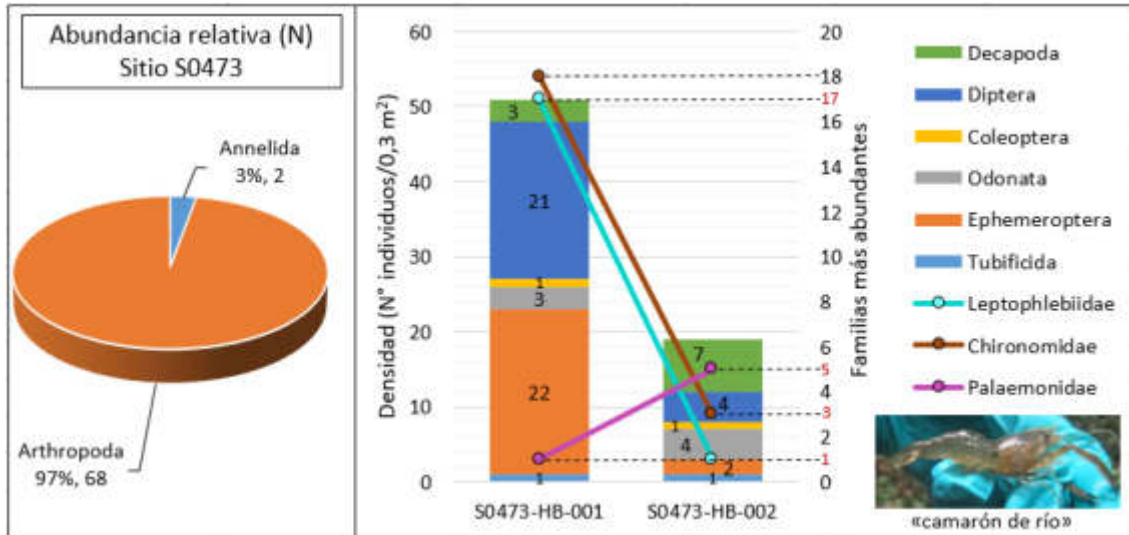 Abundancia relativa (N)
Sitio S0473
Annelida
3%, 2
Arthropoda
97%, 68
Densidad (N° individuos/0,3 m²)
60
50
40
30
20
10
0
3
21
1
3
22
1
7
4
1
4
2
1
S0473-HB-001
S0473-HB-002
20
18
17
16
14
12
10
8
6
5
4
3
2
1
0
Familias más abundantes
Decapoda
Diptera
Coleoptera
Odonata
Ephemeroptera
Tubificida
Leptophlebiidae
Chironomidae
Palaemonidae
«camarón de río»